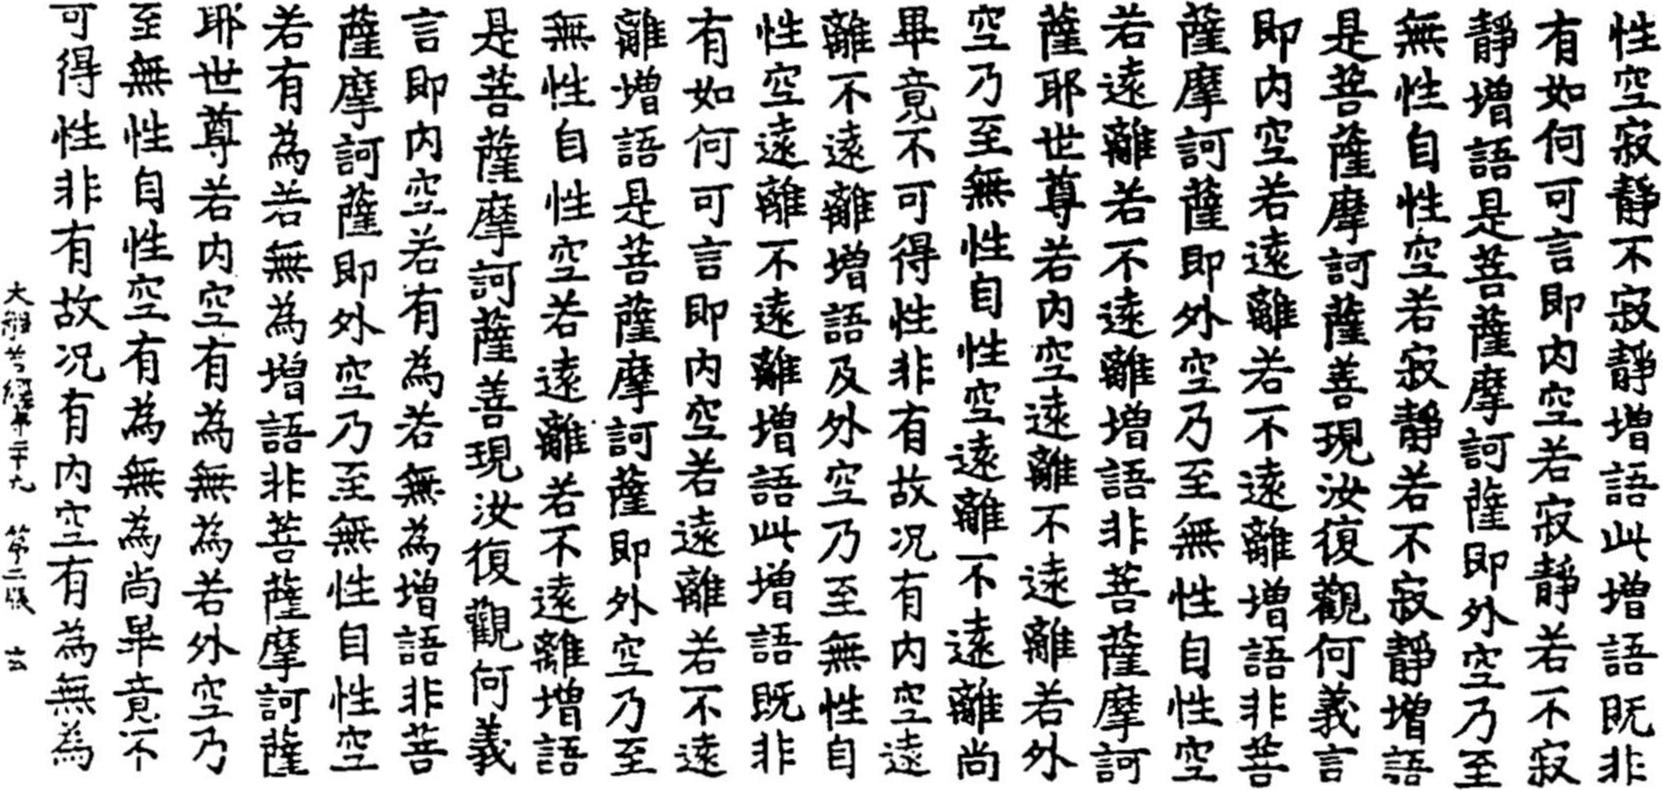 性空寂靜不寂靜增語此增語既非
有如何可言即内空若寂靜若不寂
靜增語是菩薩摩訶薩即外空乃至
無性自性空若寂靜若不寂靜增語
是菩薩摩訶薩善現汝復觀何義言
即内空若遠離若不遠離增語非菩
薩摩訶薩即外空乃至無性自性空
若遠離若不遠離增語非菩薩摩訶
薩耶世尊若内空遠離不遠離若外
空乃至無性自性空遠離不遠離尚
畢竟不可得性非有故况有内空遠
離不遠離增語及外空乃至無性自
性空遠離不遠離增語此增語既非
有如何可言即内空若遠離若不遠
離增語是菩薩摩訶薩即外空乃至
無性自性空若遠離若不遠離增語
是菩薩摩訶薩善現汝復觀何義
言即内空若有為若無為增語非菩
薩摩訶薩即外空乃至無性自性空
若有為若無為增語非菩薩摩訶薩
耶世尊若内空有為無為若外空乃
至無性自性空有為無為尚畢竟不
可得性非有故况有内空有為無為
大般若經第二十九 第二張 玄